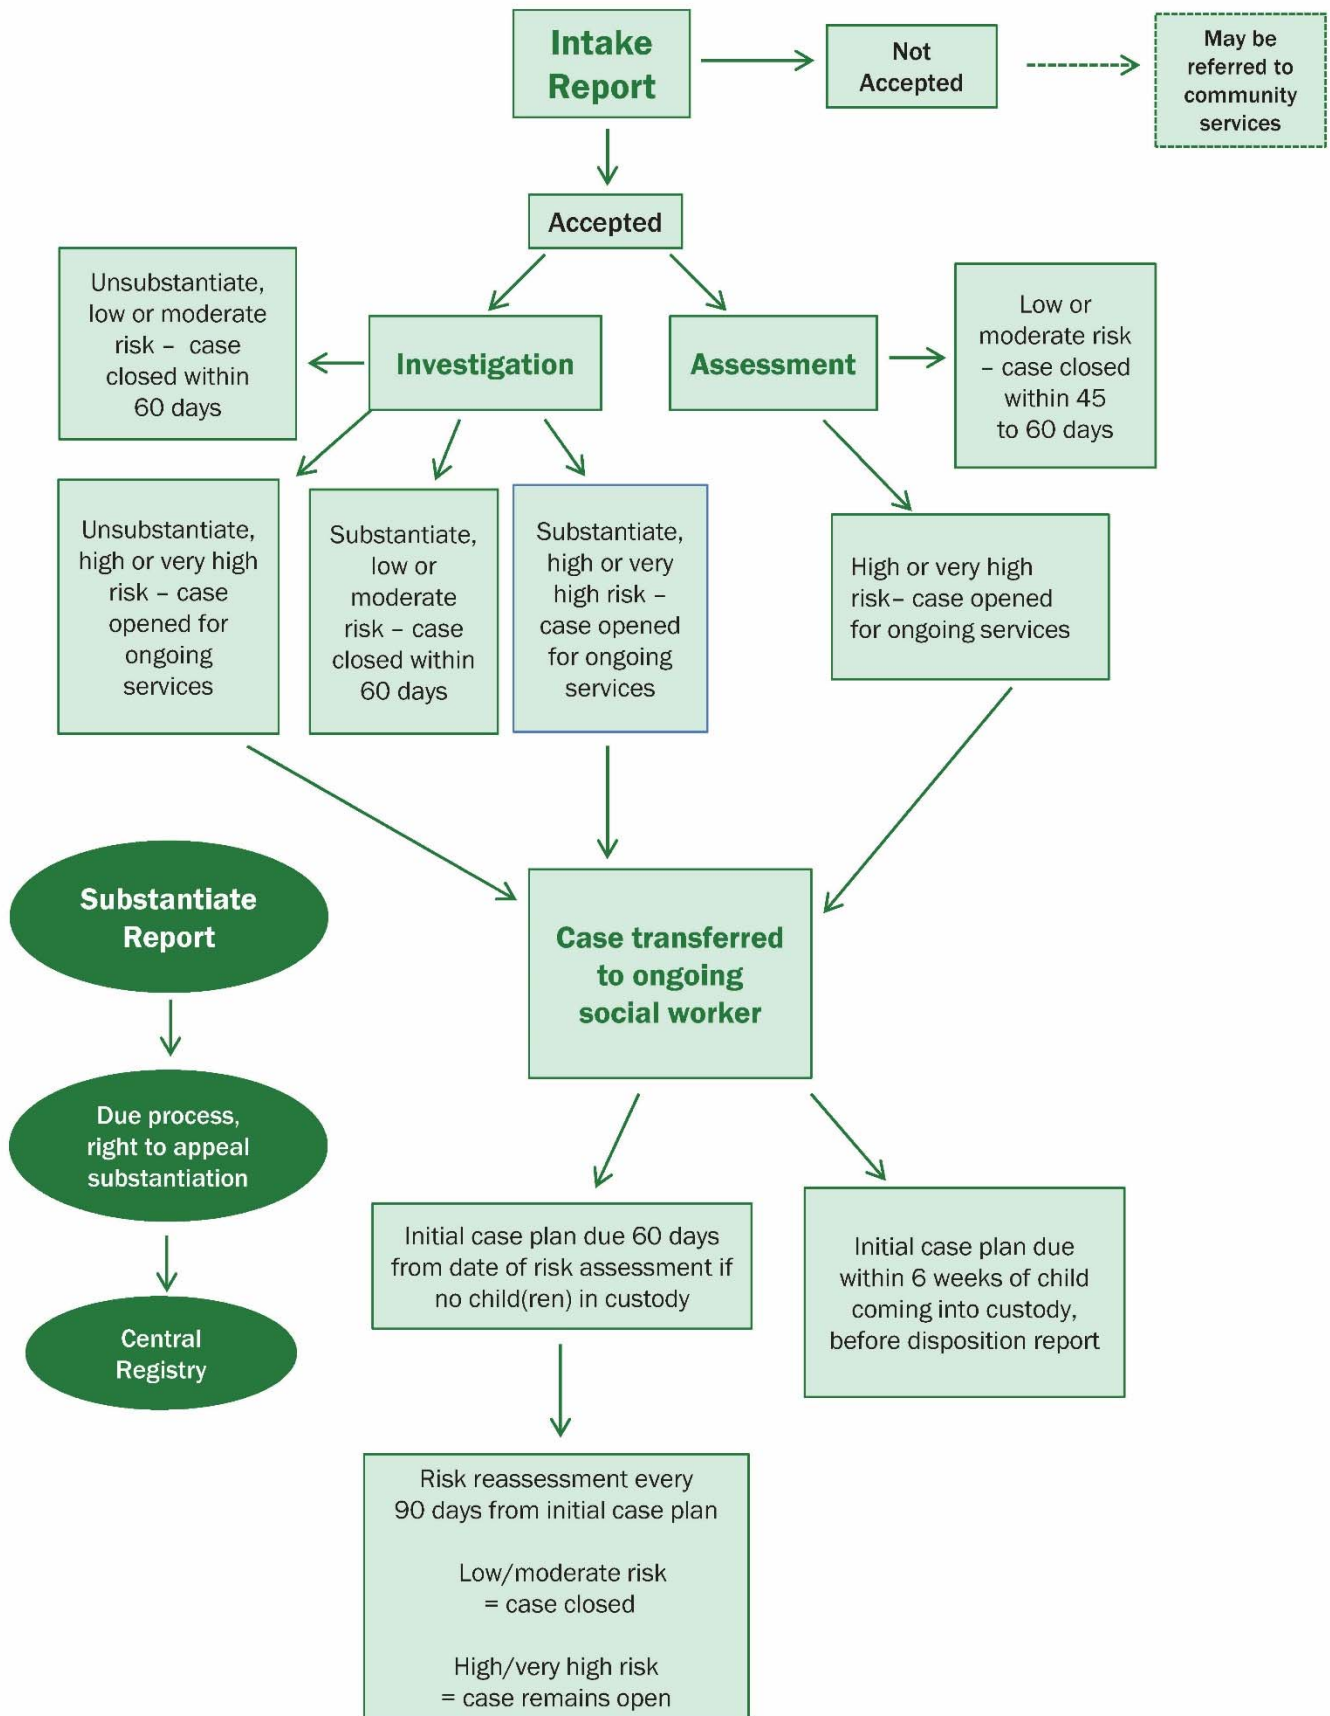 Intake
Report
Not
Accepted
May be
referred to
community
services
Accepted
Unsubstantiate,
low or moderate
risk – case
closed within
60 days
Investigation
Assessment
Low or
moderate risk
– case closed
within 45
to 60 days
Unsubstantiate,
high or very high
risk – case
opened for
ongoing
services
Substantiate,
low or
moderate
risk – case
closed within
60 days
Substantiate,
high or very
high risk –
case opened
for ongoing
services
High or very high
risk– case opened
for ongoing services
Substantiate
Report
Case transferred
to ongoing
social worker
Due process,
right to appeal
substantiation
Initial case plan due 60 days
from date of risk assessment if
no child(ren) in custody
Initial case plan due
within 6 weeks of child
coming into custody,
before disposition report
Central
Registry
Risk reassessment every
90 days from initial case plan
Low/moderate risk
= case closed
High/very high risk
= case remains open